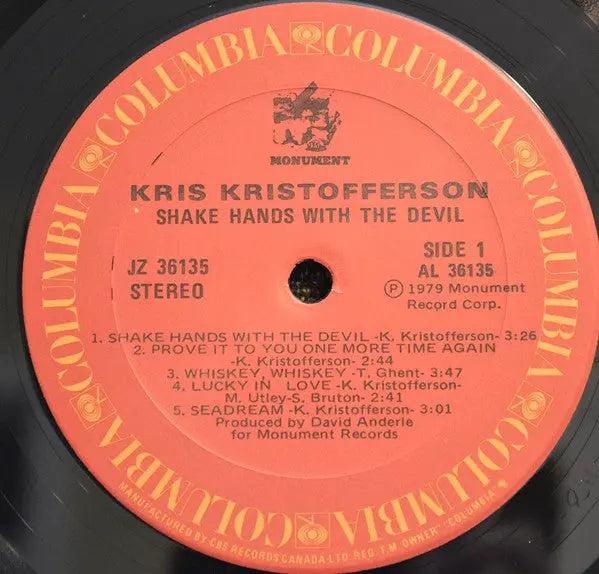 COLUMBIA COLUMBIA COLUMBIA COLUMBIA COLUMBIA COLUMBIA
MONUMENT
KRIS KRISTOFFERSON
SHAKE HANDS WITH THE DEVIL
JZ 36135
STEREO
SIDE 1
AL 36135
Ⓟ 1979 Monument
Record Corp.
1. SHAKE HANDS WITH THE DEVIL -K. Kristofferson- 3:26
2. PROVE IT TO YOU ONE MORE TIME AGAIN
-K. Kristofferson- 2:44
3. WHISKEY, WHISKEY -T. Ghent- 3:47
4. LUCKY IN LOVE -K. Kristofferson-
M. Utley-S. Bruton- 2:41
5. SEADREAM -K. Kristofferson- 3:01
Produced by David Anderle
for Monument Records
MANUFACTURED BY CBS RECORDS CANADA LTD REG. T.M OWNER "COLUMBIA"